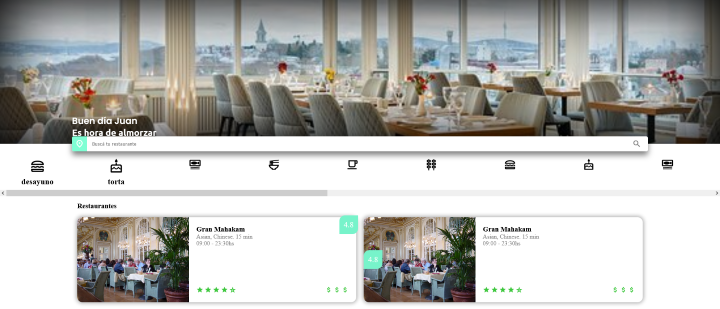 Buen día Juan
Es hora de almorzar
Buscá tu restaurante
desayuno
torta
Restaurantes
Gran Mahakam
Asian, Chinese, 15 min
09:00 - 23:30hs
4.8
$ $ $
Gran Mahakam
Asian, Chinese, 15 min
09:00 - 23:30hs
4.8
$ $ $